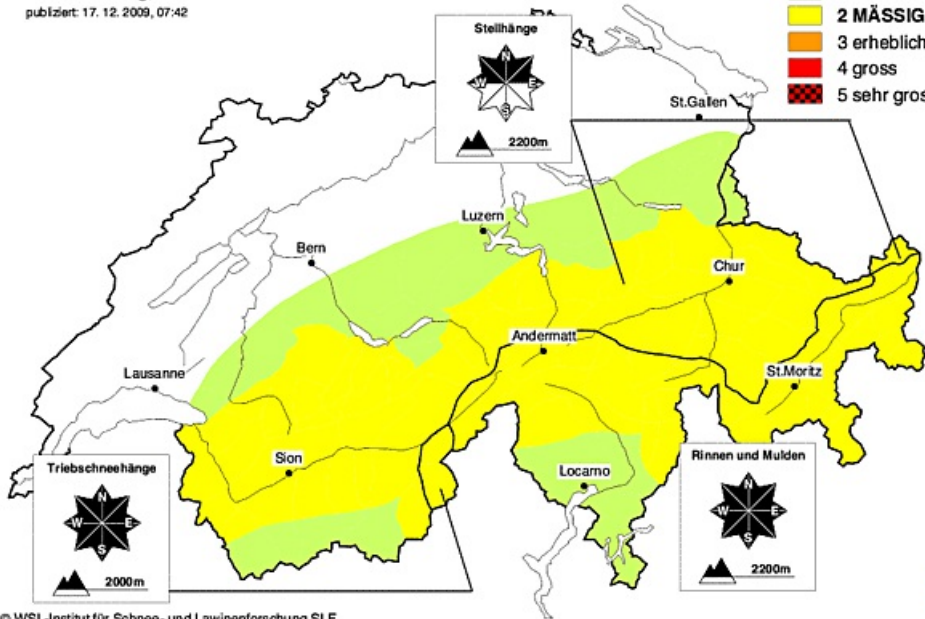 publiziert: 17. 12. 2009, 07:42
2 MÄSSIG
3 erheblich
4 gross
5 sehr gros
Steilhänge
N
W E
S
2200m
St.Gallen
Luzern
Bern
Chur
Andermatt
Lausanne
St.Moritz
Sion
Locarno
Triebschneehänge
N
W E
S
2000m
Rinnen und Mulden
N
W E
S
2200m
© WSL-Institut für Schnee- und Lawinenforschung SLF